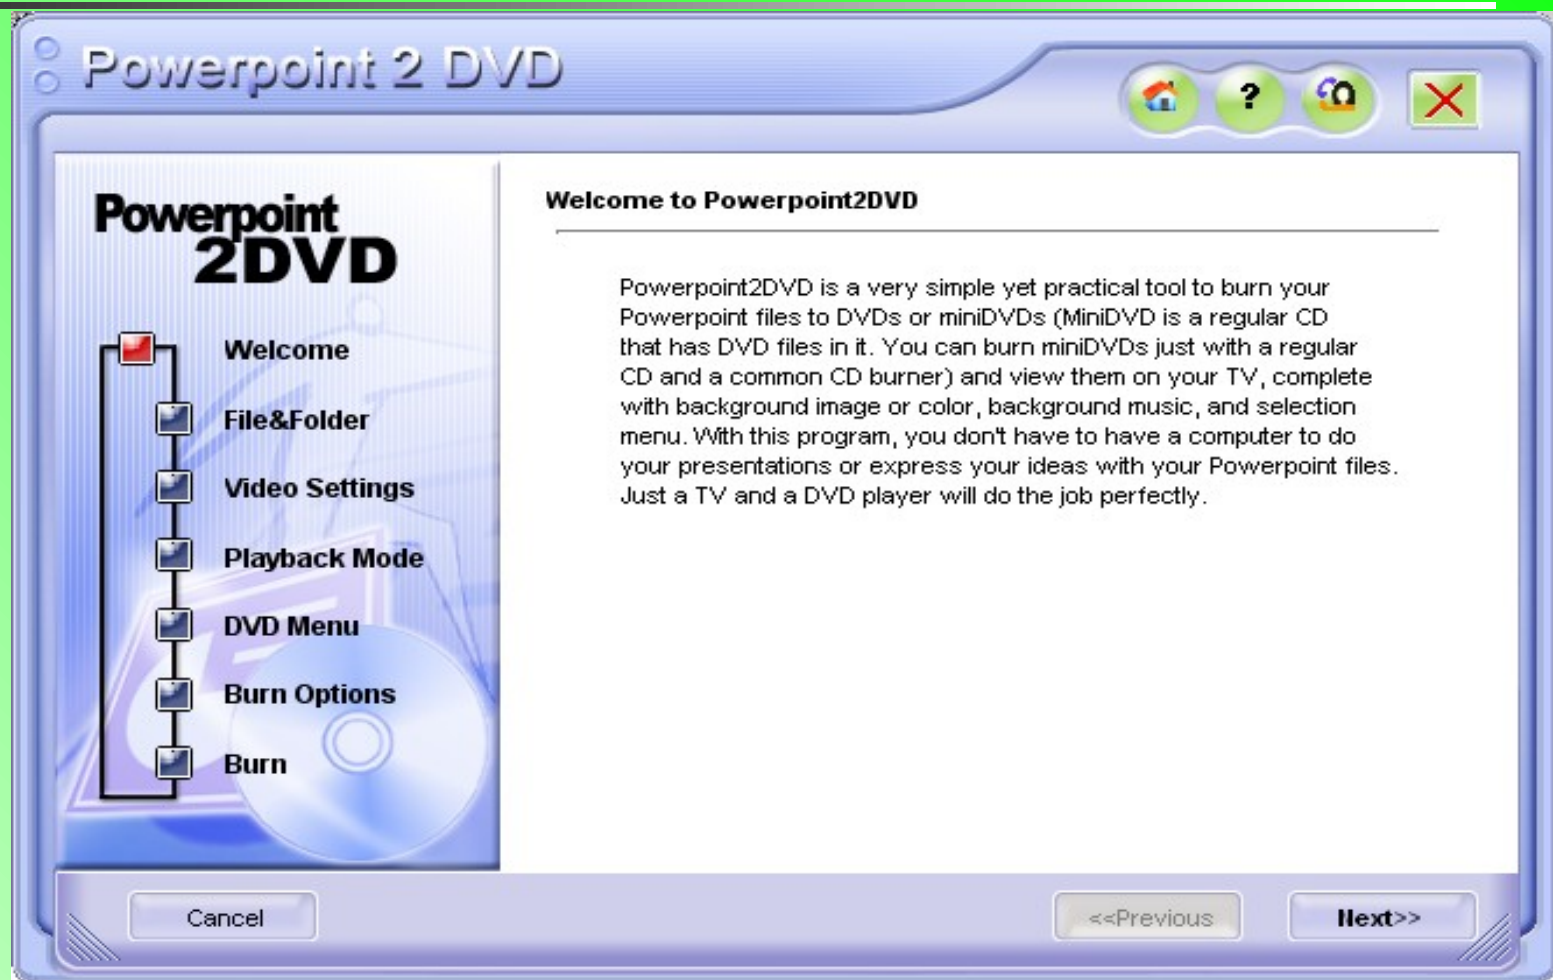 Powerpoint 2 DVD
?
Powerpoint
2DVD
Welcome
File&Folder
Video Settings
Playback Mode
DVD Menu
Burn Options
Burn
Welcome to Powerpoint2DVD
Powerpoint2DVD is a very simple yet practical tool to burn your
Powerpoint files to DVDs or miniDVDs (MiniDVD is a regular CD
that has DVD files in it. You can burn miniDVDs just with a regular
CD and a common CD burner) and view them on your TV, complete
with background image or color, background music, and selection
menu. With this program, you don't have to have a computer to do
your presentations or express your ideas with your Powerpoint files.
Just a TV and a DVD player will do the job perfectly.
Cancel
<<Previous
Next>>